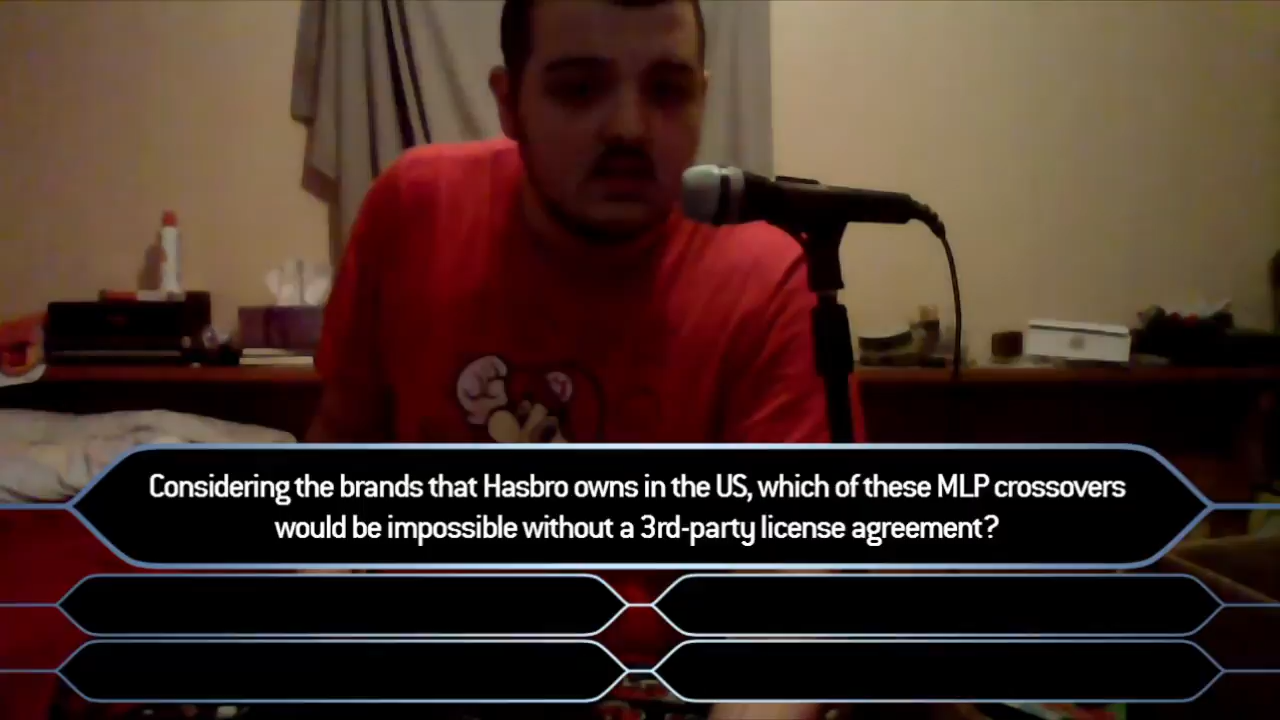 Considering the brands that Hasbro owns in the US, which of these MLP crossovers
would be impossible without a 3rd-party license agreement?